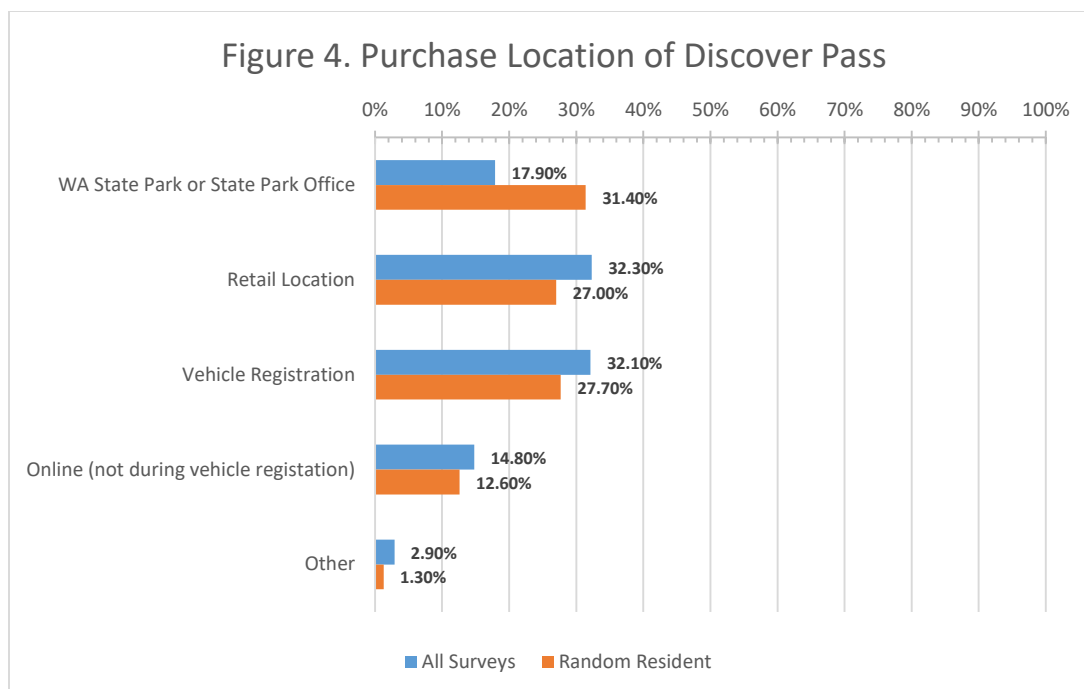 Figure 4. Purchase Location of Discover Pass
0% 10% 20% 30% 40% 50% 60% 70% 80% 90% 100%
WA State Park or State Park Office
17.90%
31.40%
Retail Location
32.30%
27.00%
Vehicle Registration
32.10%
27.70%
Online (not during vehicle registation)
14.80%
12.60%
Other
2.90%
1.30%
All Surveys Random Resident